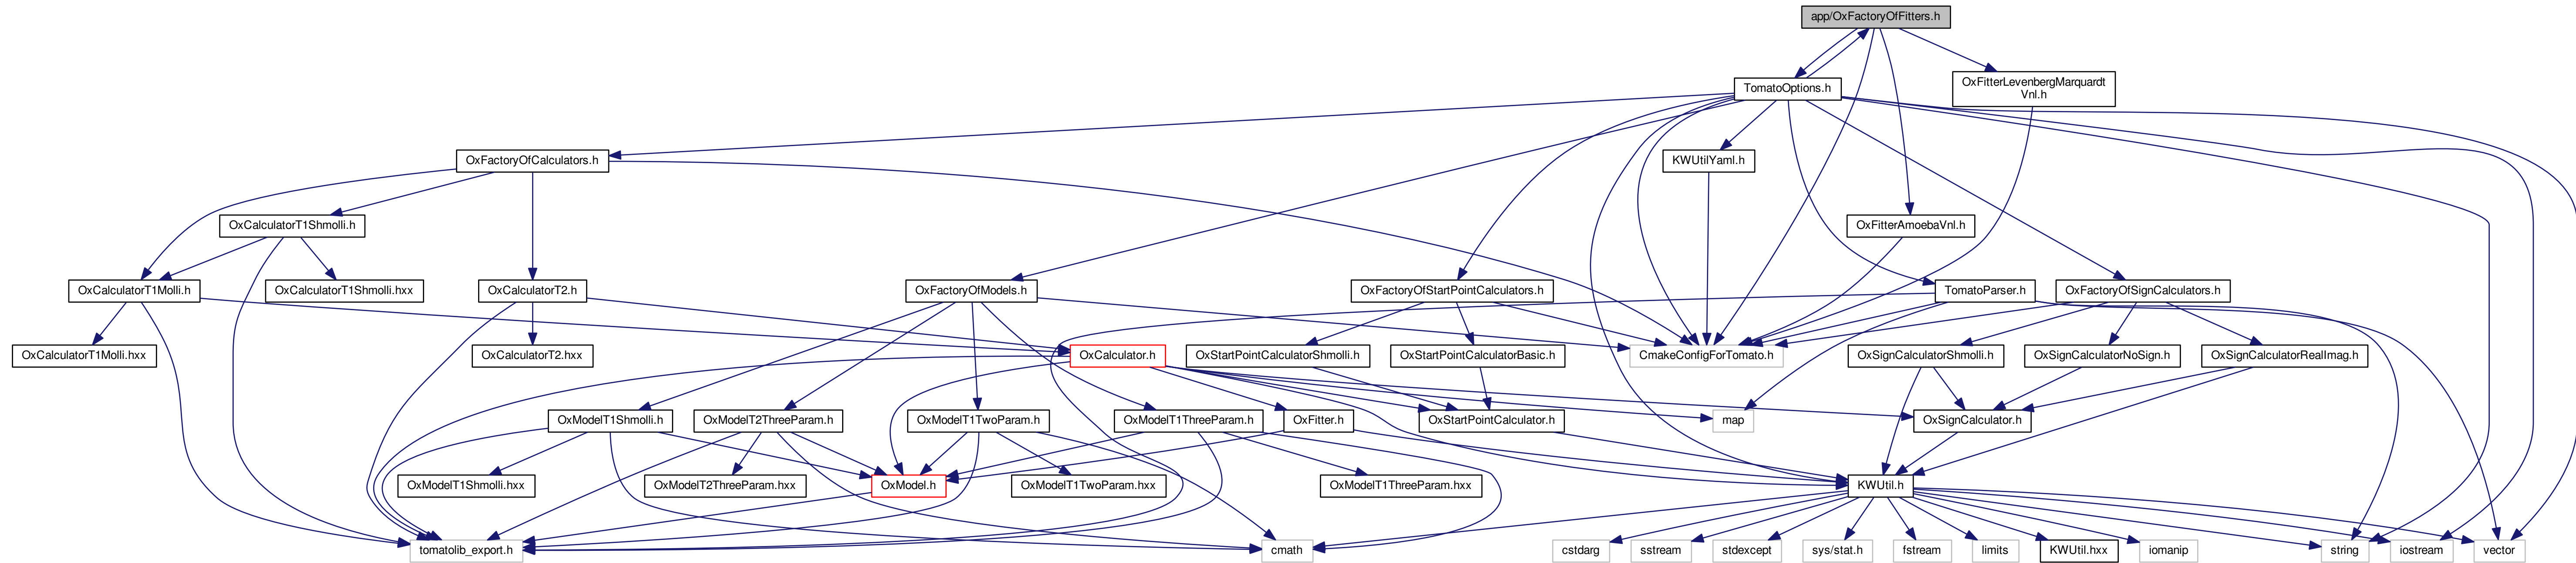 app/OxFactoryOfFitters.h
TomatoOptions.h
OxFitterLevenbergMarquardt
Vnl.h
OxFactoryOfCalculators.h
KWUtilYaml.h
OxCalculatorT1Shmolli.h
OxFitterAmoebaVnl.h
OxCalculatorT1Molli.h
OxCalculatorT1Shmolli.hxx
OxCalculatorT2.h
OxFactoryOfModels.h
OxFactoryOfStartPointCalculators.h
TomatoParser.h
OxFactoryOfSignCalculators.h
OxCalculatorT1Molli.hxx
OxCalculatorT2.hxx
OxCalculator.h
OxStartPointCalculatorShmolli.h
OxStartPointCalculatorBasic.h
CmakeConfigForTomato.h
OxSignCalculatorShmolli.h
OxSignCalculatorNoSign.h
OxSignCalculatorRealImag.h
OxModelT1Shmolli.h
OxModelT2ThreeParam.h
OxModelT1TwoParam.h
OxModelT1ThreeParam.h
OxFitter.h
OxStartPointCalculator.h
map
OxSignCalculator.h
OxModelT1Shmolli.hxx
OxModelT2ThreeParam.hxx
OxModel.h
OxModelT1TwoParam.hxx
OxModelT1ThreeParam.hxx
KWUtil.h
tomatolib_export.h
cmath
cstdarg
sstream
stdexcept
sys/stat.h
fstream
limits
KWUtil.hxx
iomanip
string
iostream
vector